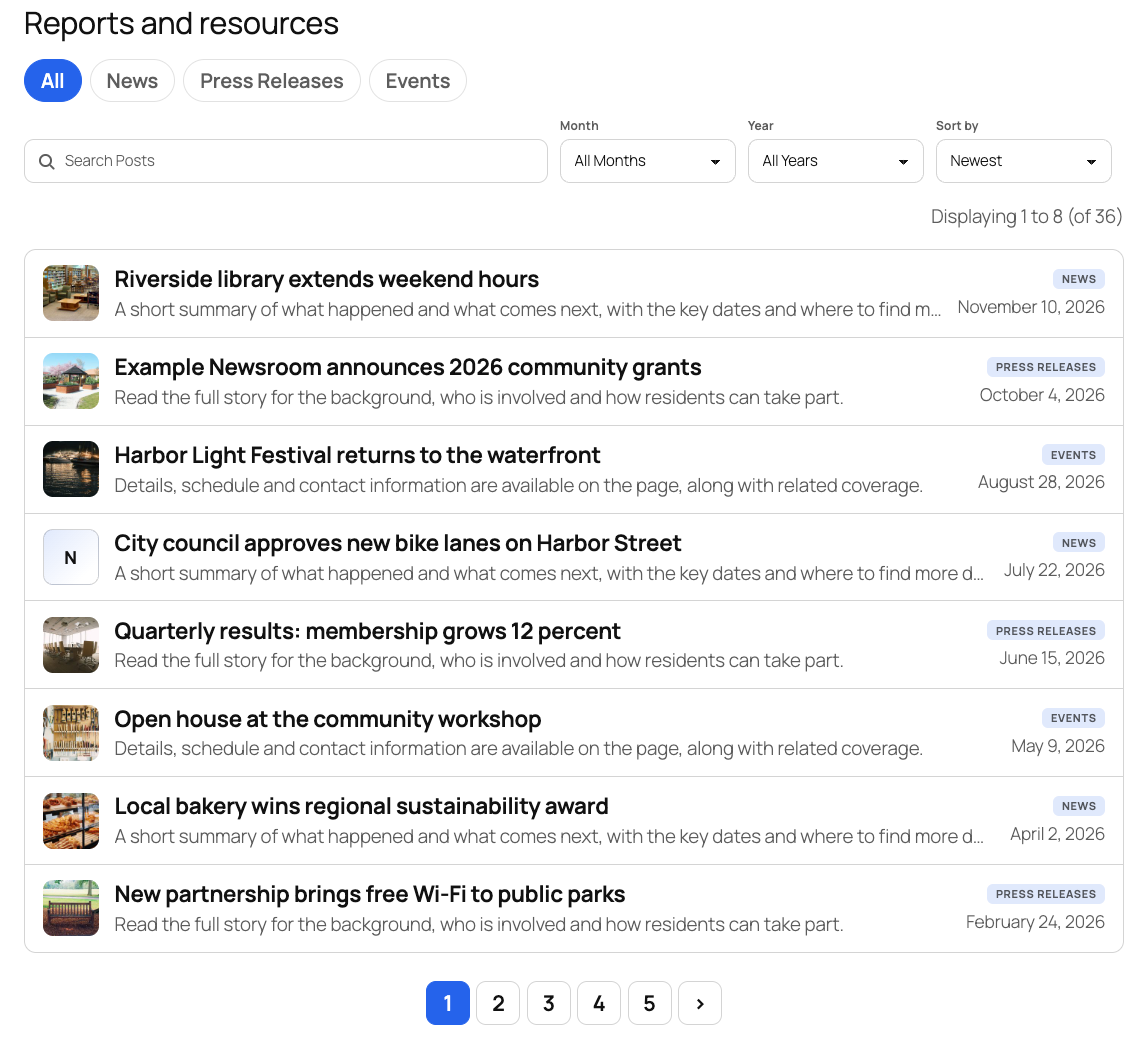 Reports and resources
All
News
Press Releases
Events
Month
Year
Sort by
Search Posts
All Months
All Years
Newest
Displaying 1 to 8 (of 36)
Riverside library extends weekend hours
NEWS
A short summary of what happened and what comes next, with the key dates and where to find m...
November 10, 2026
Example Newsroom announces 2026 community grants
PRESS RELEASES
Read the full story for the background, who is involved and how residents can take part.
October 4, 2026
Harbor Light Festival returns to the waterfront
EVENTS
Details, schedule and contact information are available on the page, along with related coverage.
August 28, 2026
N
City council approves new bike lanes on Harbor Street
NEWS
A short summary of what happened and what comes next, with the key dates and where to find more d...
July 22, 2026
Quarterly results: membership grows 12 percent
PRESS RELEASES
Read the full story for the background, who is involved and how residents can take part.
June 15, 2026
Open house at the community workshop
EVENTS
Details, schedule and contact information are available on the page, along with related coverage.
May 9, 2026
Local bakery wins regional sustainability award
NEWS
A short summary of what happened and what comes next, with the key dates and where to find more d...
April 2, 2026
New partnership brings free Wi-Fi to public parks
PRESS RELEASES
Read the full story for the background, who is involved and how residents can take part.
February 24, 2026
1
2
3
4
5
›